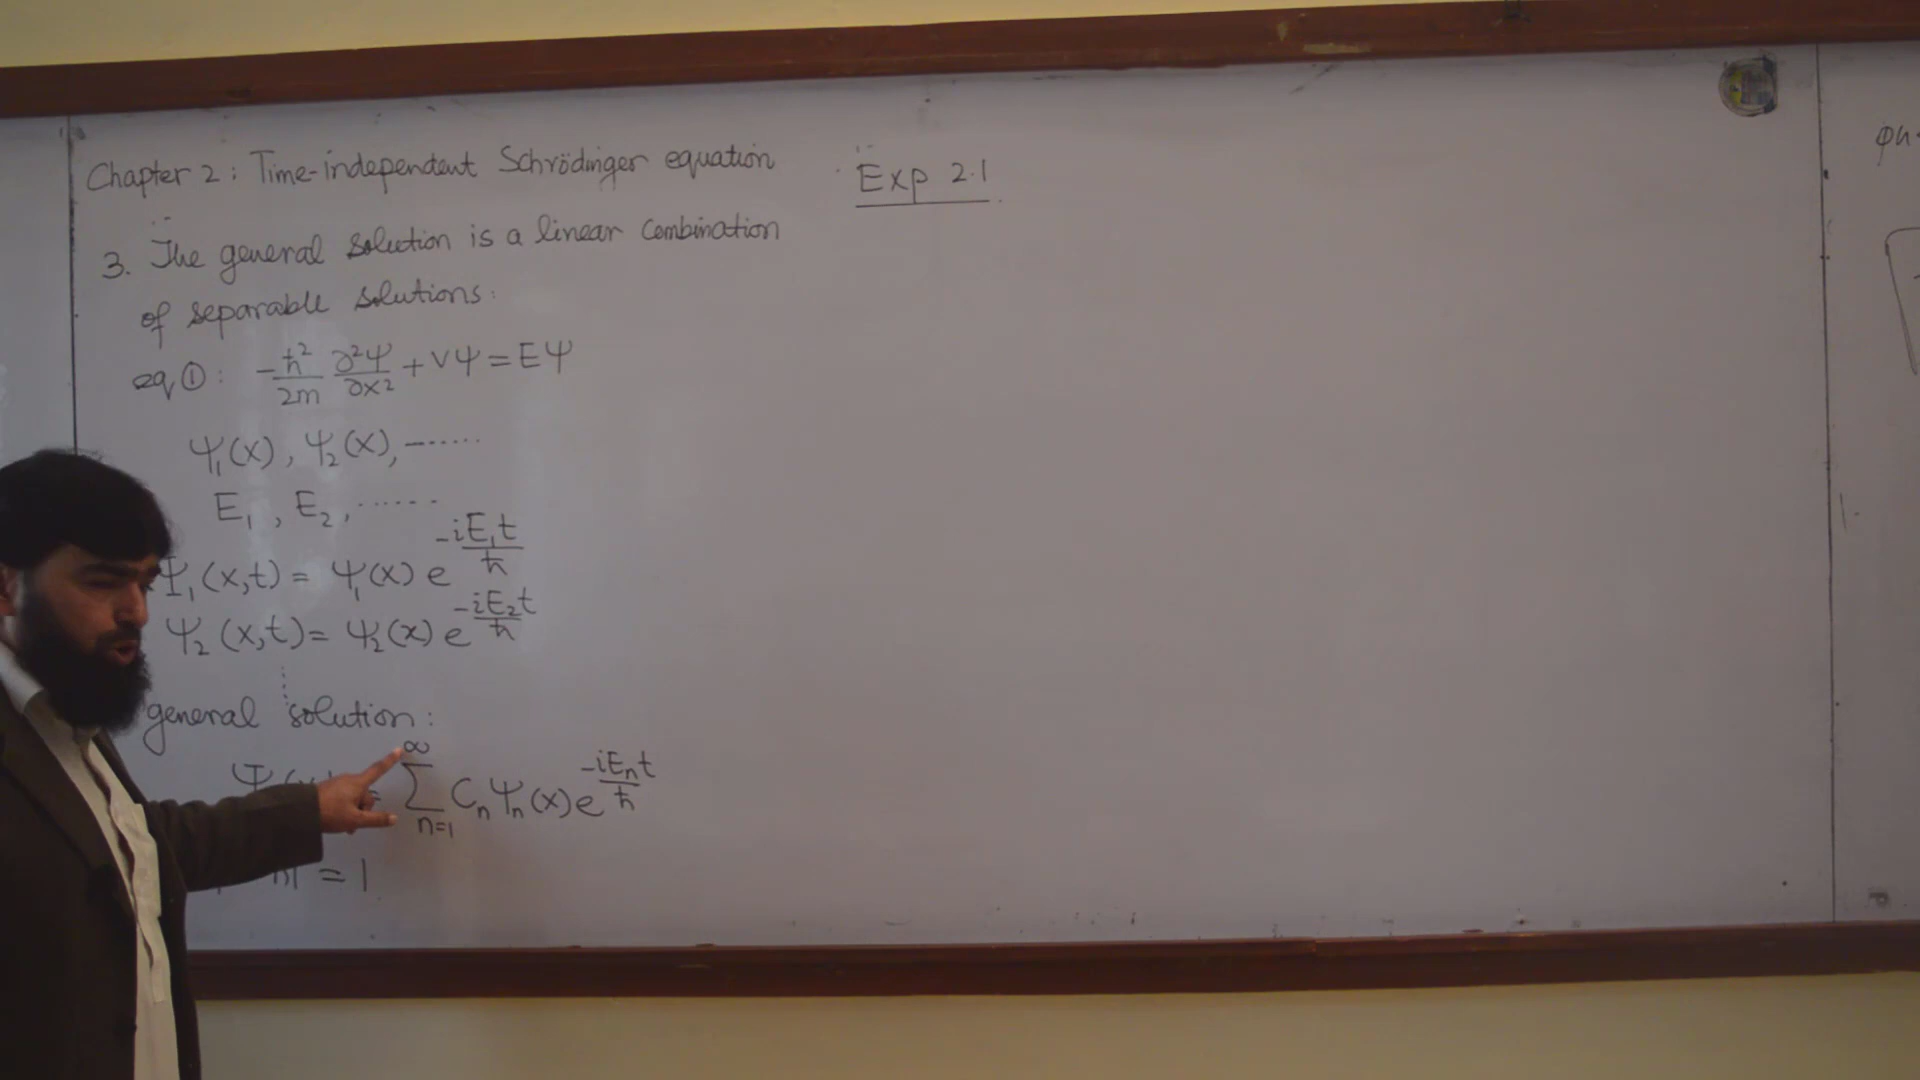 Chapter 2: Time-independent Schrödinger equation
3. The general solution is a linear combination
of separable solutions:
eq ①: -ħ²/2m ∂²ψ/∂x² + Vψ = Eψ
ψ₁(x), ψ₂(x), -......
E₁, E₂, ......
Ψ₁(x,t) = ψ₁(x) e^(-iE₁t/ħ)
Ψ₂(x,t) = ψ₂(x) e^(-iE₂t/ħ)
general solution:
Ψ = ∑_{n=1}^{∞} Cₙ ψₙ(x) e^(-iEₙt/ħ)
= 1
Exp 2.1